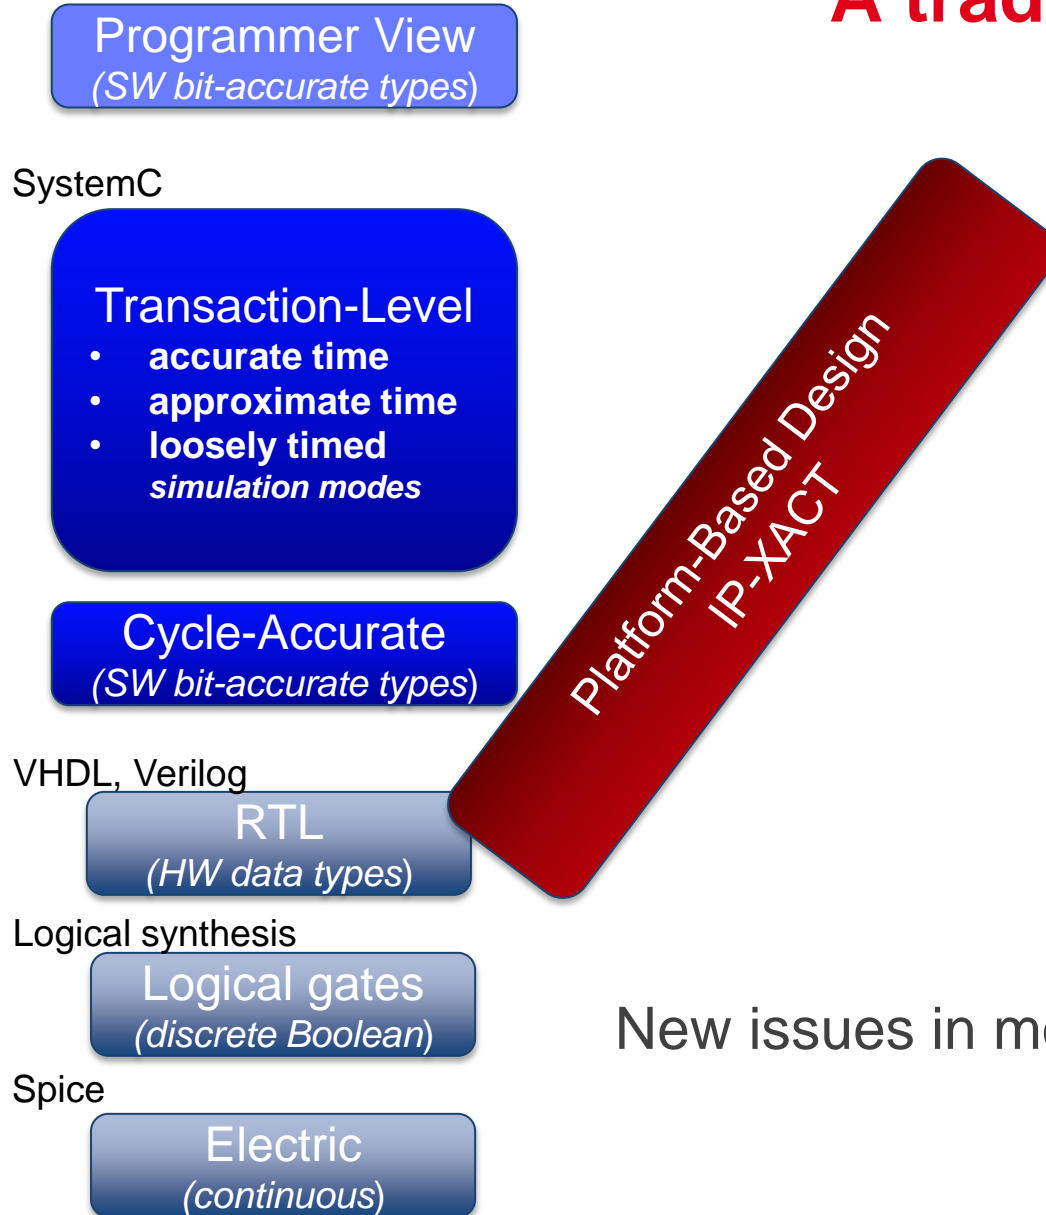 A trad
Programmer View
(SW bit-accurate types)
SystemC
Transaction-Level
• accurate time
• approximate time
• loosely timed
simulation modes
Platform-Based Design
IP-XACT
Cycle-Accurate
(SW bit-accurate types)
VHDL, Verilog
RTL
(HW data types)
Logical synthesis
Logical gates
(discrete Boolean)
New issues in m
Spice
Electric
(continuous)